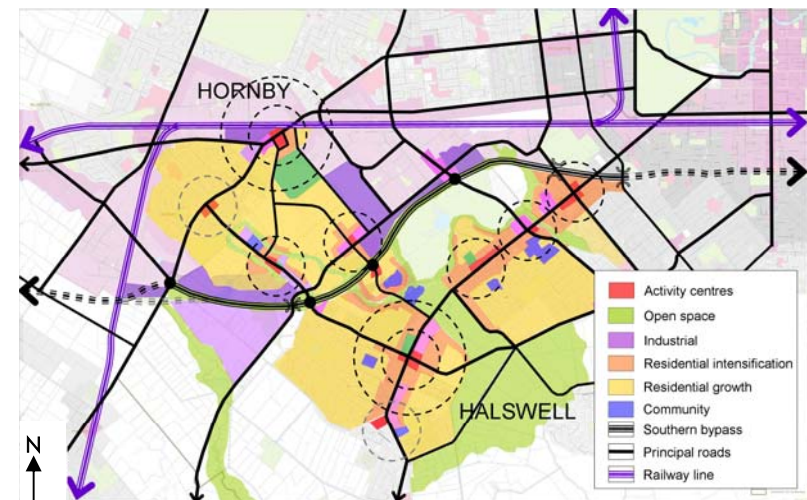 HORNBY
HALSWELL
Activity centres
Open space
Industrial
Residential intensification
Residential growth
Community
Southern bypass
Principal roads
Railway line
N